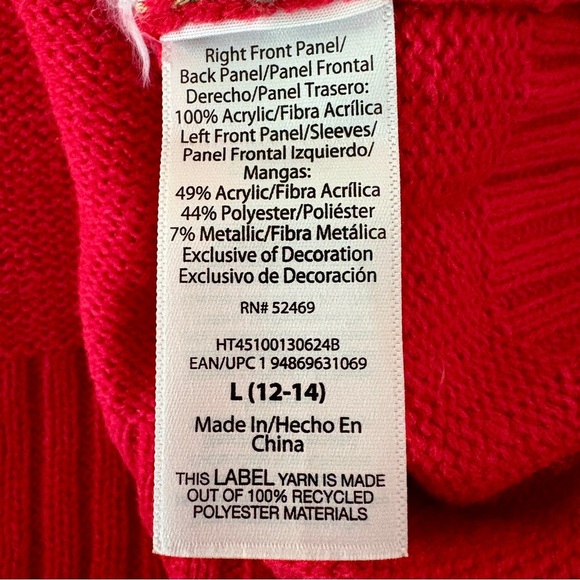 Right Front Panel/
Back Panel/Panel Frontal
Derecho/Panel Trasero:
100% Acrylic/Fibra Acrílica
Left Front Panel/Sleeves/
Panel Frontal Izquierdo/
Mangas:
49% Acrylic/Fibra Acrílica
44% Polyester/Poliéster
7% Metallic/Fibra Metálica
Exclusive of Decoration
Exclusivo de Decoración
RN# 52469
HT45100130624B
EAN/UPC 1 94869631069
L (12-14)
Made In/Hecho En
China
THIS LABEL YARN IS MADE
OUT OF 100% RECYCLED
POLYESTER MATERIALS